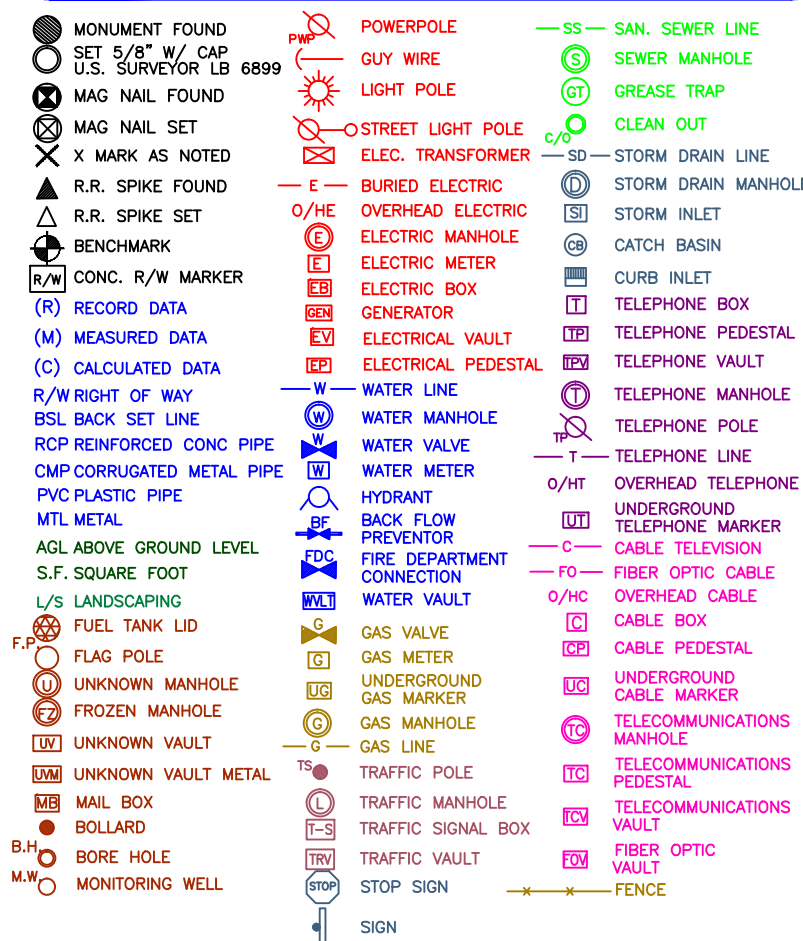 MONUMENT FOUND
SET 5/8" W/ CAP
U.S. SURVEYOR LB 6899
MAG NAIL FOUND
MAG NAIL SET
X MARK AS NOTED
R.R. SPIKE FOUND
R.R. SPIKE SET
BENCHMARK
R/W CONC. R/W MARKER
(R) RECORD DATA
(M) MEASURED DATA
(C) CALCULATED DATA
R/W RIGHT OF WAY
BSL BACK SET LINE
RCP REINFORCED CONC PIPE
CMP CORRUGATED METAL PIPE
PVC PLASTIC PIPE
MTL METAL
AGL ABOVE GROUND LEVEL
S.F. SQUARE FOOT
L/S LANDSCAPING
FUEL TANK LID
F.P. FLAG POLE
U UNKNOWN MANHOLE
FZ FROZEN MANHOLE
UV UNKNOWN VAULT
UVM UNKNOWN VAULT METAL
MB MAIL BOX
BOLLARD
B.H. BORE HOLE
M.W. MONITORING WELL
PWP POWERPOLE
GUY WIRE
LIGHT POLE
STREET LIGHT POLE
ELEC. TRANSFORMER
E BURIED ELECTRIC
O/HE OVERHEAD ELECTRIC
E ELECTRIC MANHOLE
E ELECTRIC METER
EB ELECTRIC BOX
GEN GENERATOR
EV ELECTRICAL VAULT
EP ELECTRICAL PEDESTAL
W WATER LINE
W WATER MANHOLE
W WATER VALVE
W WATER METER
HYDRANT
BF BACK FLOW
PREVENTOR
FDC FIRE DEPARTMENT
CONNECTION
WVLT WATER VAULT
G GAS VALVE
G GAS METER
UG UNDERGROUND
GAS MARKER
G GAS MANHOLE
G GAS LINE
TS TRAFFIC POLE
L TRAFFIC MANHOLE
T-S TRAFFIC SIGNAL BOX
TRV TRAFFIC VAULT
STOP STOP SIGN
SIGN
SS SAN. SEWER LINE
S SEWER MANHOLE
GT GREASE TRAP
C/O CLEAN OUT
SD STORM DRAIN LINE
D STORM DRAIN MANHOLE
SI STORM INLET
CB CATCH BASIN
CURB INLET
T TELEPHONE BOX
TP TELEPHONE PEDESTAL
TPV TELEPHONE VAULT
T TELEPHONE MANHOLE
TP TELEPHONE POLE
T TELEPHONE LINE
O/HT OVERHEAD TELEPHONE
UT UNDERGROUND
TELEPHONE MARKER
C CABLE TELEVISION
FO FIBER OPTIC CABLE
O/HC OVERHEAD CABLE
C CABLE BOX
CP CABLE PEDESTAL
UC UNDERGROUND
CABLE MARKER
TC TELECOMMUNICATIONS
MANHOLE
TC TELECOMMUNICATIONS
PEDESTAL
TCV TELECOMMUNICATIONS
VAULT
FOV FIBER OPTIC
VAULT
x x FENCE